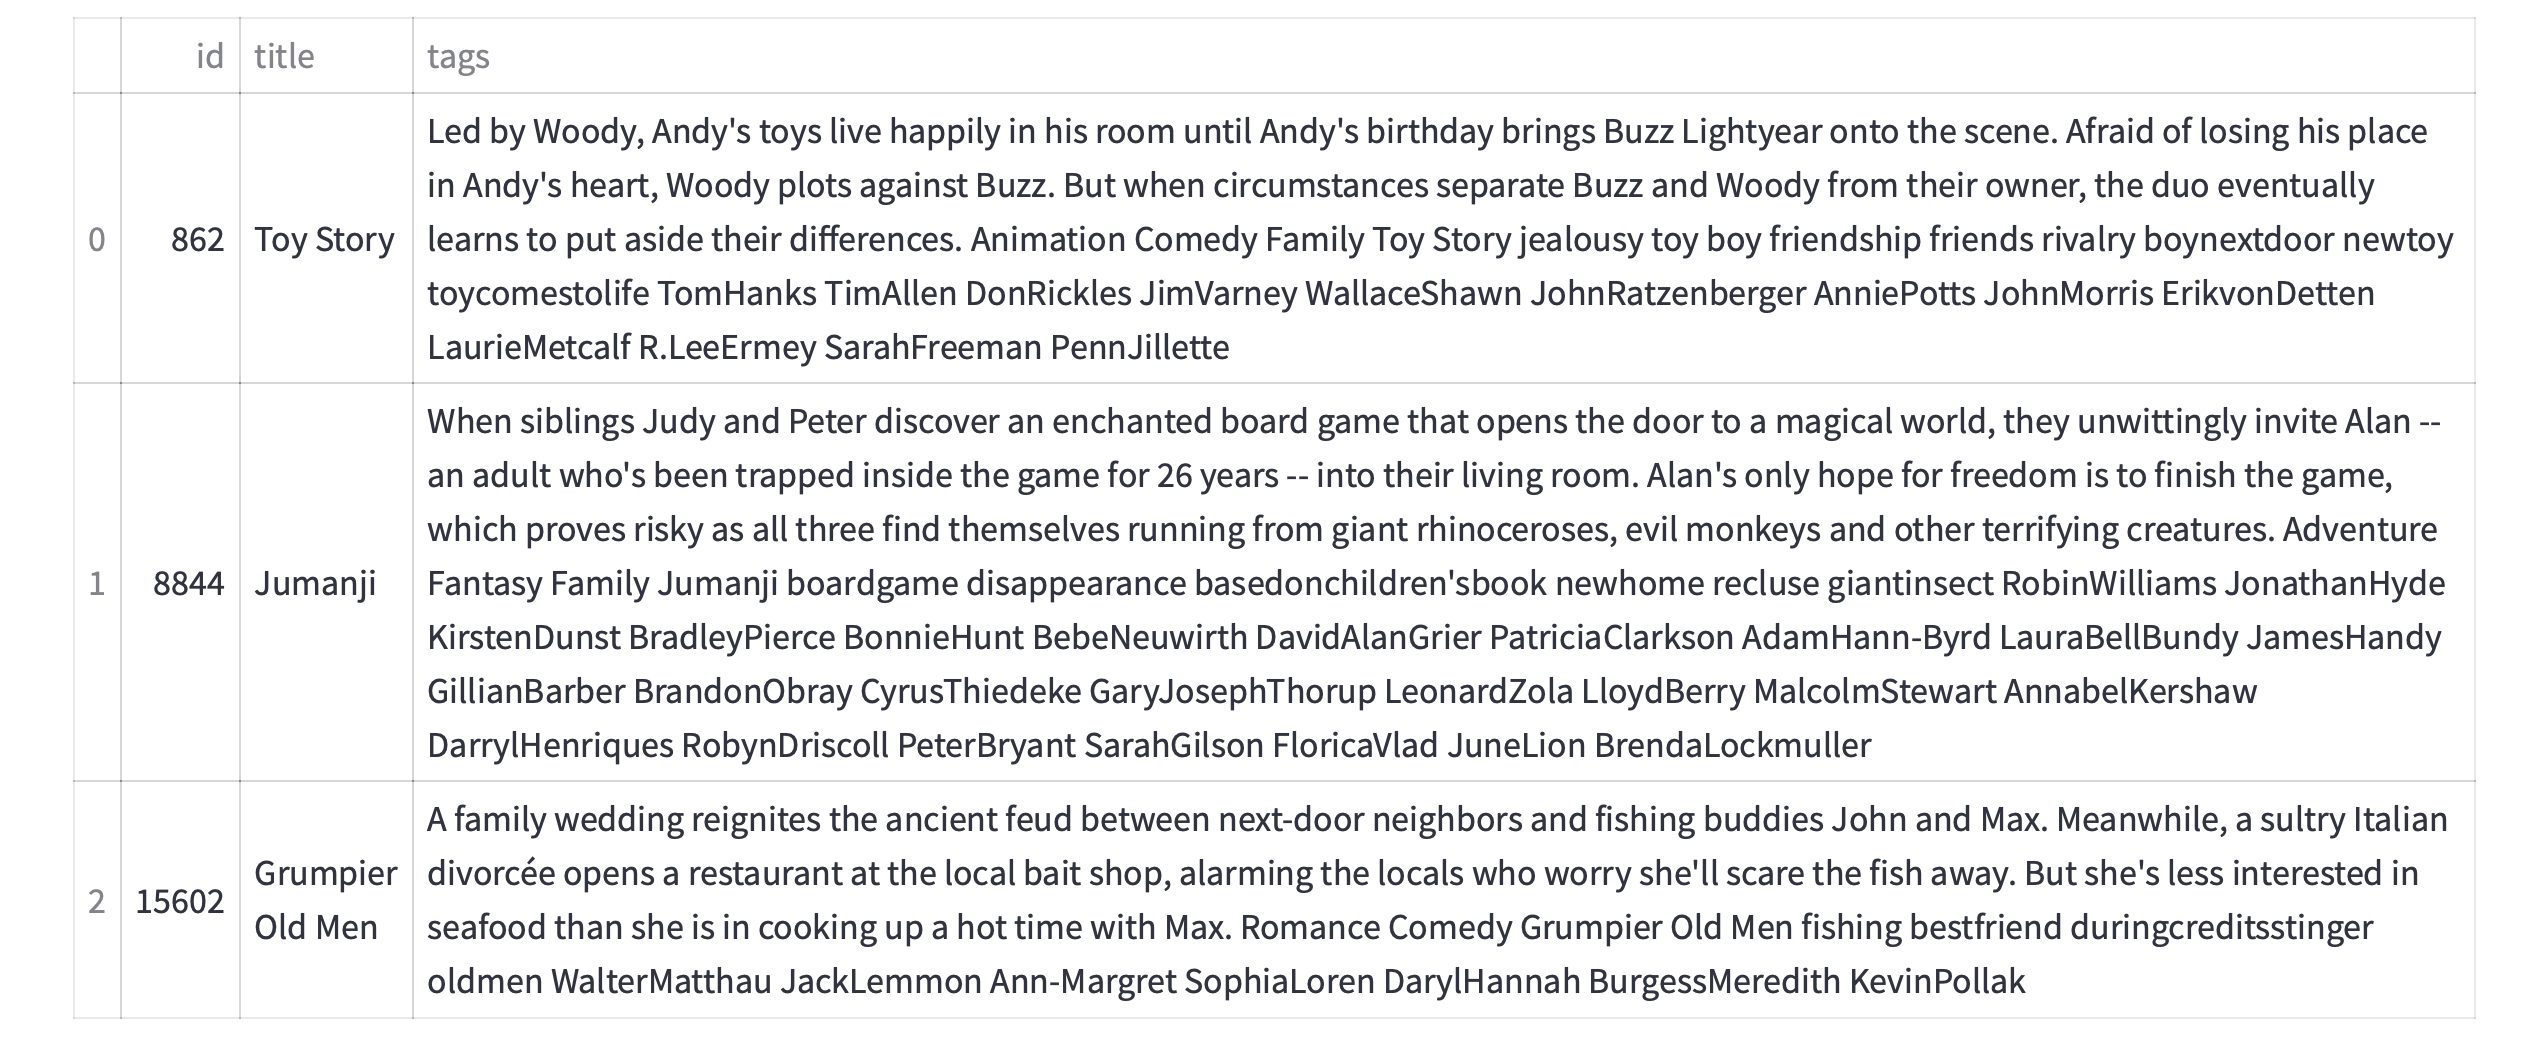 id title tags
Led by Woody, Andy's toys live happily in his room until Andy's birthday brings Buzz Lightyear onto the scene. Afraid of losing his place
in Andy's heart, Woody plots against Buzz. But when circumstances separate Buzz and Woody from their owner, the duo eventually
0 862 Toy Story learns to put aside their differences. Animation Comedy Family Toy Story jealousy toy boy friendship friends rivalry boynextdoor newtoy
toycomestolife TomHanks TimAllen DonRickles JimVarney WallaceShawn JohnRatzenberger AnniePotts JohnMorris ErikvonDetten
LaurieMetcalf R.LeeErmey SarahFreeman PennJillette
When siblings Judy and Peter discover an enchanted board game that opens the door to a magical world, they unwittingly invite Alan --
an adult who's been trapped inside the game for 26 years -- into their living room. Alan's only hope for freedom is to finish the game,
which proves risky as all three find themselves running from giant rhinoceroses, evil monkeys and other terrifying creatures. Adventure
1 8844 Jumanji Fantasy Family Jumanji boardgame disappearance basedonchildren'sbook newhome recluse giantinsect RobinWilliams JonathanHyde
KirstenDunst BradleyPierce BonnieHunt BebeNeuwirth DavidAlanGrier PatriciaClarkson AdamHann-Byrd LauraBellBundy JamesHandy
GillianBarber BrandonObray CyrusThiedeke GaryJosephThorup LeonardZola LloydBerry MalcolmStewart AnnabelKershaw
DarrylHenriques RobynDriscoll PeterBryant SarahGilson FloricaVlad JuneLion BrendaLockmuller
2 15602 Grumpier
Old Men
A family wedding reignites the ancient feud between next-door neighbors and fishing buddies John and Max. Meanwhile, a sultry Italian
divorcée opens a restaurant at the local bait shop, alarming the locals who worry she'll scare the fish away. But she's less interested in
seafood than she is in cooking up a hot time with Max. Romance Comedy Grumpier Old Men fishing bestfriend duringcreditsstinger
oldmen WalterMatthau JackLemmon Ann-Margret SophiaLoren DarylHannah BurgessMeredith KevinPollak